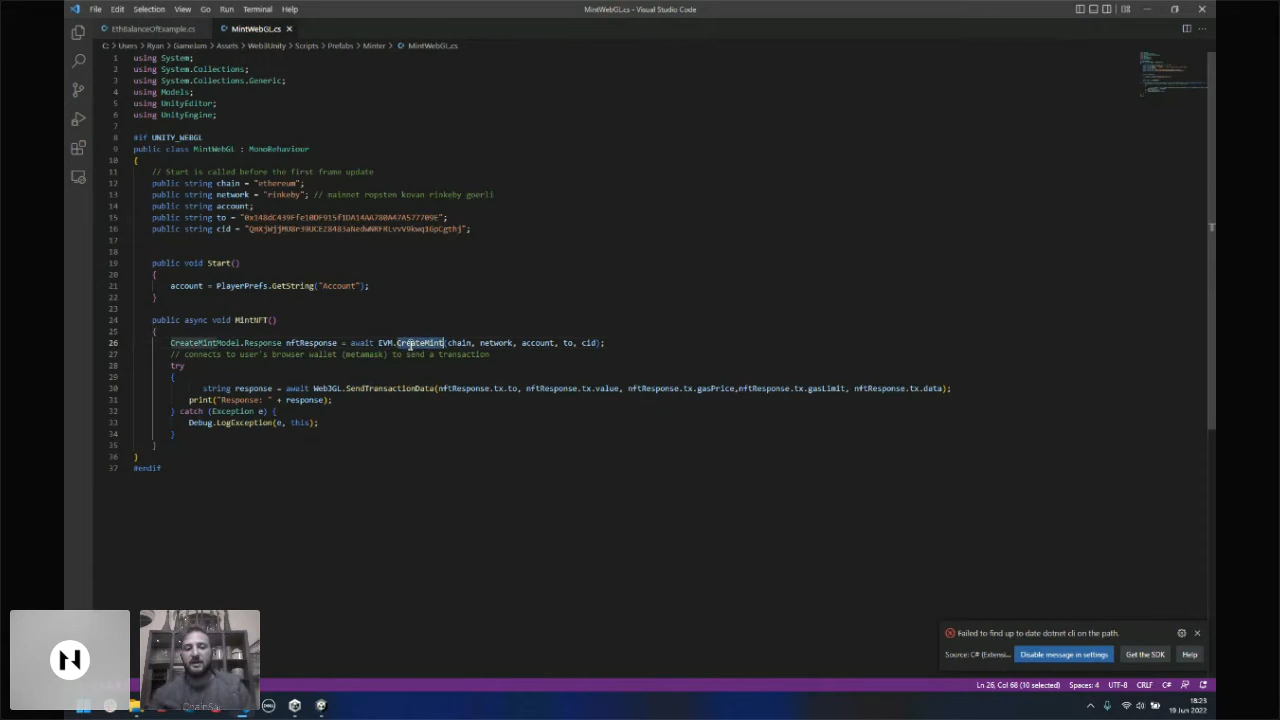 File Edit Selection View Go Run Terminal Help
MintWebGL.cs - Visual Studio Code
EthBalanceOfExample.cs
MintWebGL.cs
C: > Users > Ryan > GameJam > Assets > Web3Unity > Scripts > Prefabs > Minter > MintWebGL.cs
1 using System;
2 using System.Collections;
3 using System.Collections.Generic;
4 using Models;
5 using UnityEditor;
6 using UnityEngine;
7
8 #if UNITY_WEBGL
9 public class MintWebGL : MonoBehaviour
10 {
11 // Start is called before the first frame update
12 public string chain = "ethereum";
13 public string network = "rinkeby"; // mainnet ropsten kovan rinkeby goerli
14 public string account;
15 public string to =
16 public string cid =
17
18
19 public void Start()
20 {
21 account = PlayerPrefs.GetString("Account");
22 }
23
24 public async void MintNFT()
25 {
26 CreateMintModel.Response nftResponse = await EVM.CreateMint(chain, network, account, to, cid);
27 // connects to user's browser wallet (metamask) to send a transaction
28 try
29 {
30 string response = await Web3GL.SendTransactionData(nftResponse.tx.to, nftResponse.tx.value, nftResponse.tx.gasPrice,nftResponse.tx.gasLimit, nftResponse.tx.data);
31 print("Response: " + response);
32 } catch (Exception e) {
33 Debug.LogException(e, this);
34 }
35 }
36 }
37 #endif
Failed to find up to date dotnet cli on the path.
Source: C# (Extensi...
Disable message in settings
Get the SDK
Help
Ln 26, Col 68 (10 selected) Spaces: 4 UTF-8 CRLF C#
18:23
19 Jun 2022